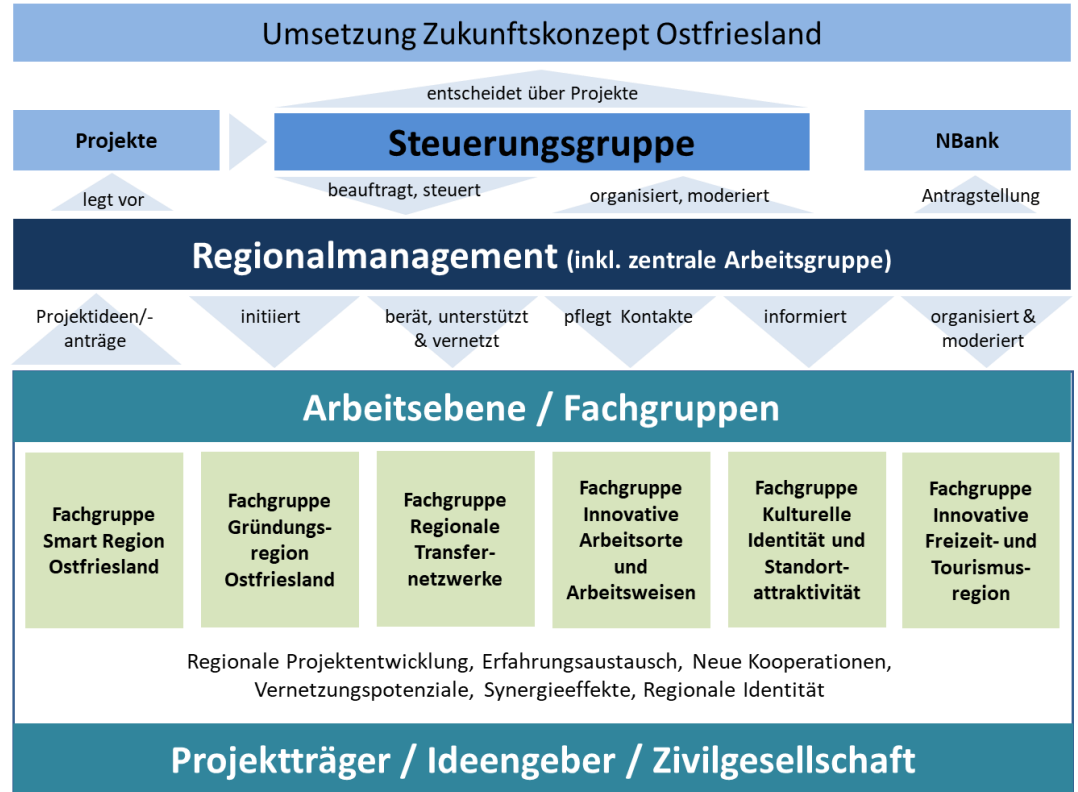 Umsetzung Zukunftskonzept Ostfriesland
entscheidet über Projekte
Projekte
Steuerungsgruppe
NBank
legt vor
beauftragt, steuert
organisiert, moderiert
Antragstellung
Regionalmanagement (inkl. zentrale Arbeitsgruppe)
Projektideen/-
anträge
initiiert
berät, unterstützt
& vernetzt
pflegt Kontakte
informiert
organisiert &
moderiert
Arbeitsebene / Fachgruppen
Fachgruppe
Smart Region
Ostfriesland
Fachgruppe
Gründungs-
region
Ostfriesland
Fachgruppe
Regionale
Transfer-
netzwerke
Fachgruppe
Innovative
Arbeitsorte
und
Arbeitsweisen
Fachgruppe
Kulturelle
Identität und
Standort-
attraktivität
Fachgruppe
Innovative
Freizeit- und
Tourismus-
region
Regionale Projektentwicklung, Erfahrungsaustausch, Neue Kooperationen,
Vernetzungspotenziale, Synergieeffekte, Regionale Identität
Projektträger / Ideengeber / Zivilgesellschaft